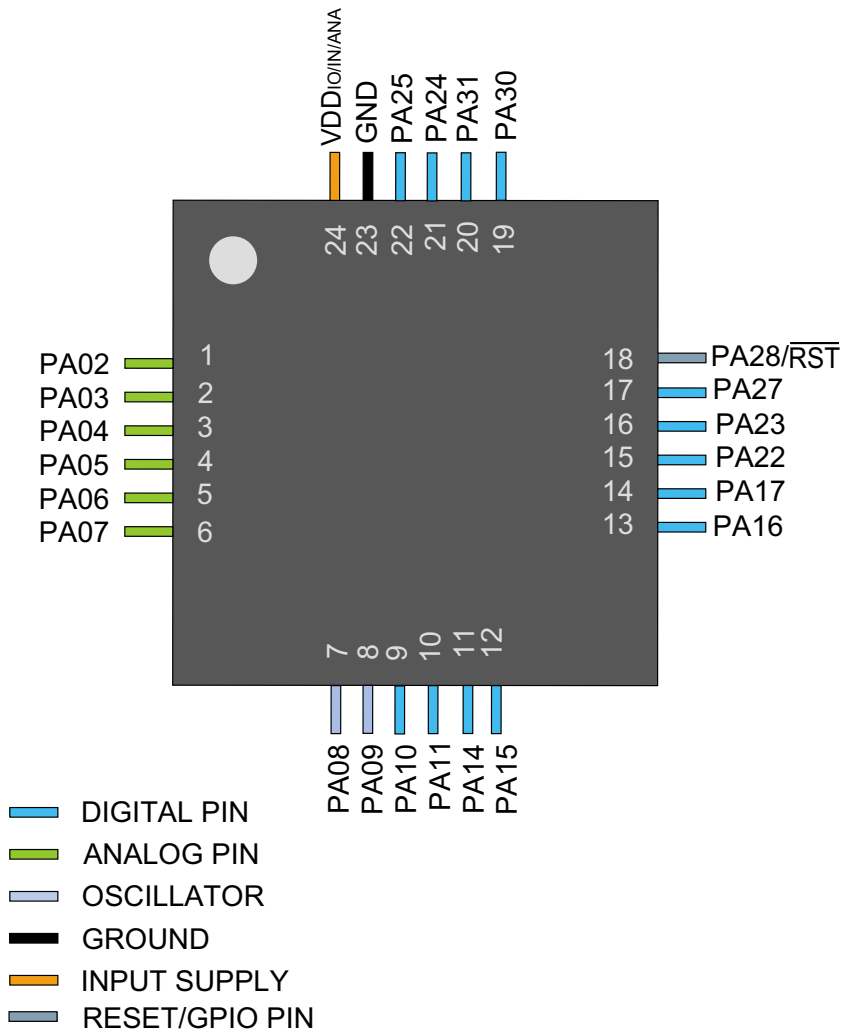 VDDIO/IN/ANA
GND
PA25
PA24
PA31
PA30
24
23
22
21
20
19
PA02 1
PA03 2
PA04 3
PA05 4
PA06 5
PA07 6
18 PA28/RST
17 PA27
16 PA23
15 PA22
14 PA17
13 PA16
7
8
9
10
11
12
PA08
PA09
PA10
PA11
PA14
PA15
DIGITAL PIN
ANALOG PIN
OSCILLATOR
GROUND
INPUT SUPPLY
RESET/GPIO PIN